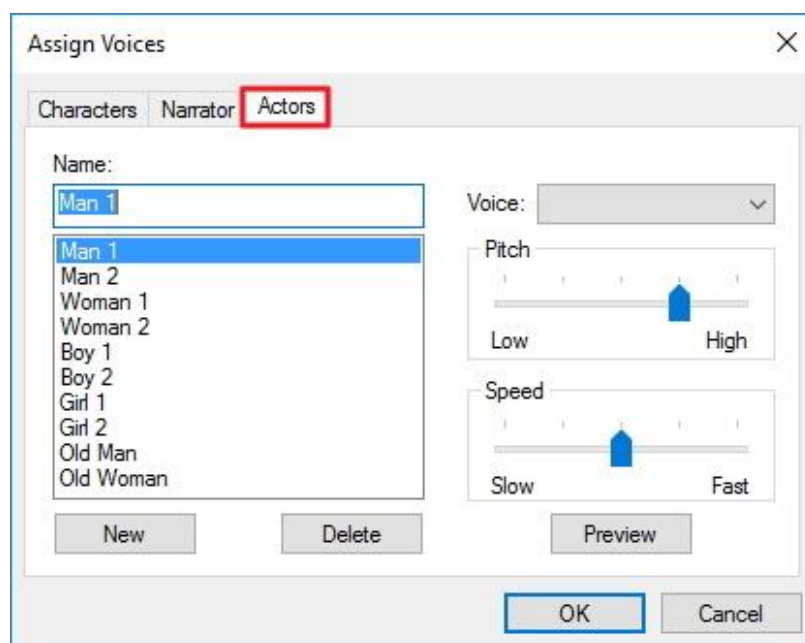 Assign Voices
Characters Narrator Actors
Name:
Man 1
Man 1
Man 2
Woman 1
Woman 2
Boy 1
Boy 2
Girl 1
Girl 2
Old Man
Old Woman
New Delete
Voice:
Pitch
Low High
Speed
Slow Fast
Preview
OK Cancel